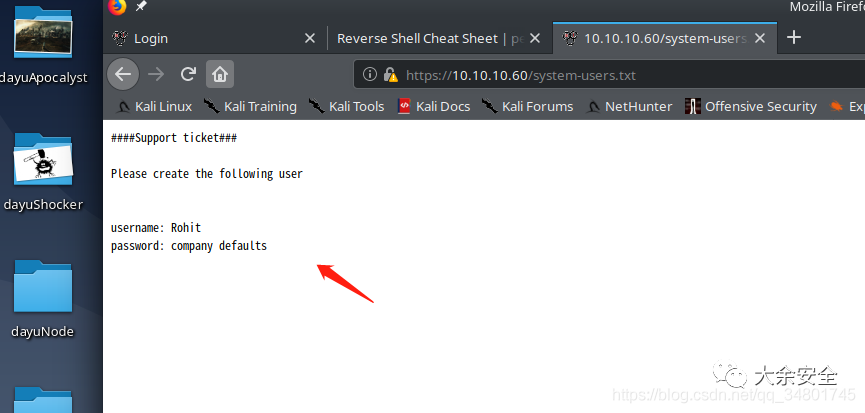 Mozilla Firef
Login
Reverse Shell Cheat Sheet | pe
10.10.10.60/system-users
https://10.10.10.60/system-users.txt
Kali Linux
Kali Training
Kali Tools
Kali Docs
Kali Forums
NetHunter
Offensive Security
Ex
dayuApocalyst
dayuShocker
dayuNode
####Support ticket###
Please create the following user
username: Rohit
password: company defaults
大余安全
https://blog.csdn.net/qq_34801745